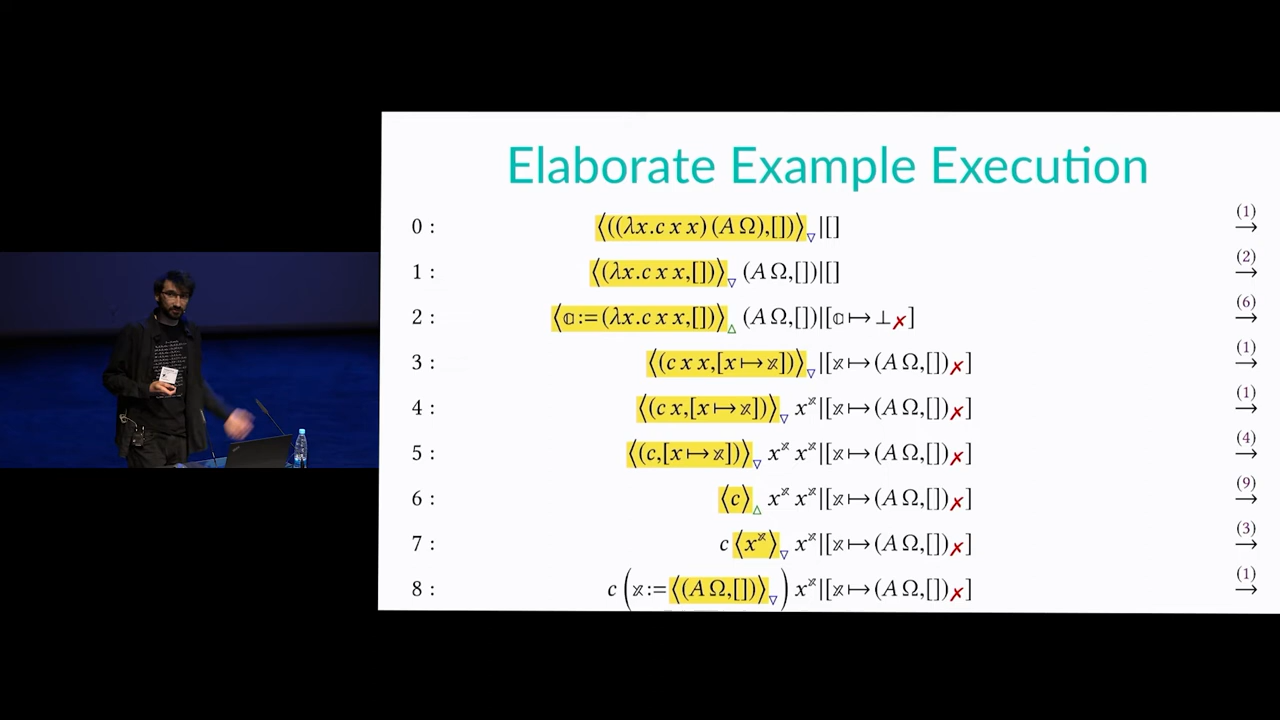 Elaborate Example Execution
0 : ⟨((λx.c x x) (A Ω),[])⟩▽|[] (1)→
1 : ⟨(λx.c x x,[])⟩▽ (A Ω,[])|[] (2)→
2 : ⟨𝕒:=(λx.c x x,[])⟩△ (A Ω,[])|[𝕒↦⊥✗] (6)→
3 : ⟨(c x x,[x↦𝕩])⟩▽|[𝕩↦(A Ω,[])✗] (1)→
4 : ⟨(c x,[x↦𝕩])⟩▽ x^𝕩|[𝕩↦(A Ω,[])✗] (1)→
5 : ⟨(c,[x↦𝕩])⟩▽ x^𝕩 x^𝕩|[𝕩↦(A Ω,[])✗] (4)→
6 : ⟨c⟩△ x^𝕩 x^𝕩|[𝕩↦(A Ω,[])✗] (9)→
7 : c ⟨x^𝕩⟩▽ x^𝕩|[𝕩↦(A Ω,[])✗] (3)→
8 : c (𝕩:=⟨(A Ω,[])⟩▽) x^𝕩|[𝕩↦(A Ω,[])✗] (1)→